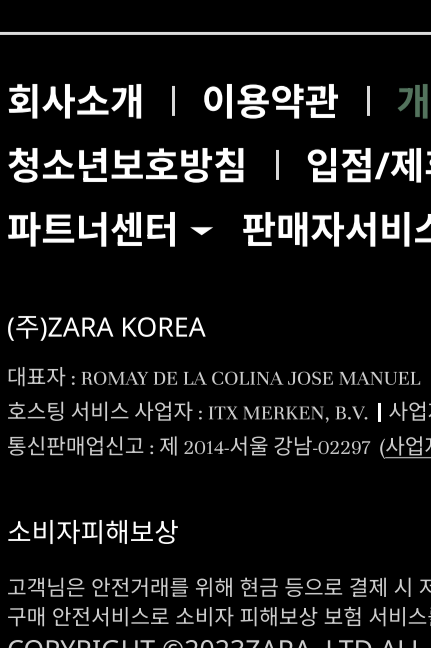 회사소개 | 이용약관 | 개
청소년보호방침 | 입점/제
파트너센터 판매자서비스
(주)ZARA KOREA
대표자 : ROMAY DE LA COLINA JOSE MANUEL
호스팅 서비스 사업자 : ITX MERKEN, B.V. | 사업
통신판매업신고 : 제 2014-서울 강남-02297 (사업
소비자피해보상
고객님은 안전거래를 위해 현금 등으로 결제 시
구매 안전서비스로 소비자 피해보상 보험 서비스
COPYRIGHT ©2023ZARA. LTD ALL